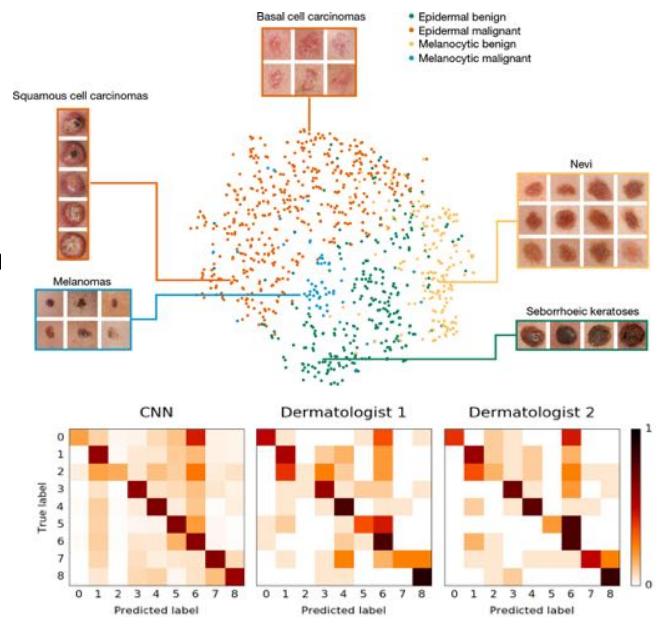 Basal cell carcinomas
Epidermal benign
Epidermal malignant
Melanocytic benign
Melanocytic malignant
Squamous cell carcinomas
Nevi
Melanomas
Seborrhoeic keratoses
CNN
Dermatologist 1
Dermatologist 2
True label
0
1
2
3
4
5
6
7
8
0 1 2 3 4 5 6 7 8
Predicted label
0 1 2 3 4 5 6 7 8
Predicted label
0 1 2 3 4 5 6 7 8
Predicted label
1
0